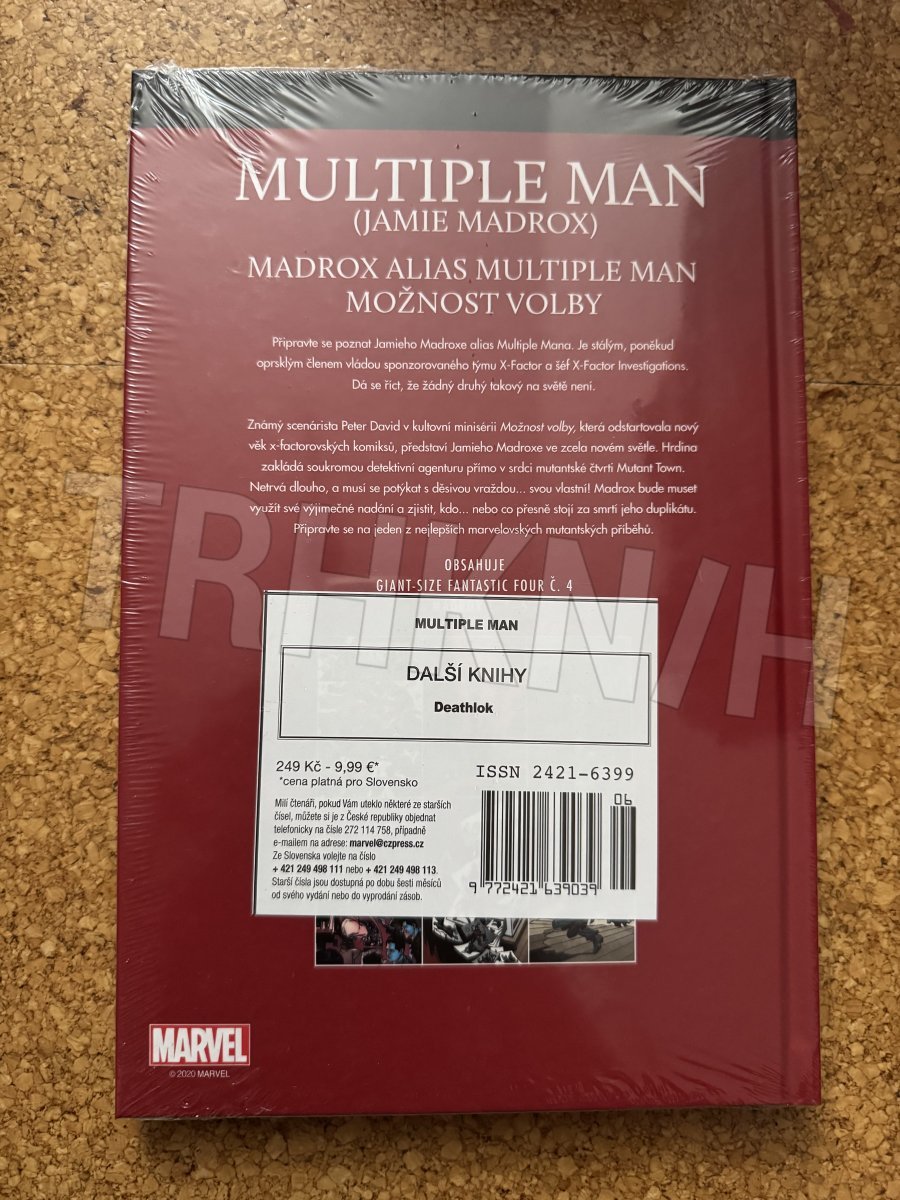 MULTIPLE MAN
(JAMIE MADROX)
MADROX ALIAS MULTIPLE MAN
MOŽNOST VOLBY
Připravte se poznat Jamieho Madroxe alias Multiple Mana. Je stálým, poněkud
oprsklým členem vládou sponzorovaného týmu X-Factor a šéf X-Factor Investigations.
Dá se říct, že žádný druhý takový na světě není.
Známý scenárista Peter David v kultovní minisérii Možnost volby, která odstartovala nový
věk x-factorovských komiksů, představí Jamieho Madroxe ve zcela novém světle. Hrdina
zakládá soukromou detektivní agenturu přímo v srdci mutantské čtvrti Mutant Town.
Netrvá dlouho, a musí se potýkat s děsivou vraždou... svou vlastní! Madrox bude muset
využít své výjimečné nadání a zjistit, kdo... nebo co přesně stojí za smrtí jeho duplikátu.
Připravte se na jeden z nejlepších marvelovských mutantských příběhů.
OBSAHUJE
GIANT-SIZE FANTASTIC FOUR Č. 4
TRHKNIH
MULTIPLE MAN
DALŠÍ KNIHY
Deathlok
249 Kč - 9,99 €*
*cena platná pro Slovensko
Milí čtenáři, pokud Vám uteklo některé ze starších
čísel, můžete si je z České republiky objednat
telefonicky na čísle 272 114 758, případně
e-mailem na adrese: marvel@czpress.cz
Ze Slovenska volejte na číslo
+ 421 249 498 111 nebo + 421 249 498 113.
Starší čísla jsou dostupná po dobu šesti měsíců
od svého vydání nebo do vyprodání zásob.
ISSN 2421-6399
06
9 772421 639039
MARVEL
© 2020 MARVEL